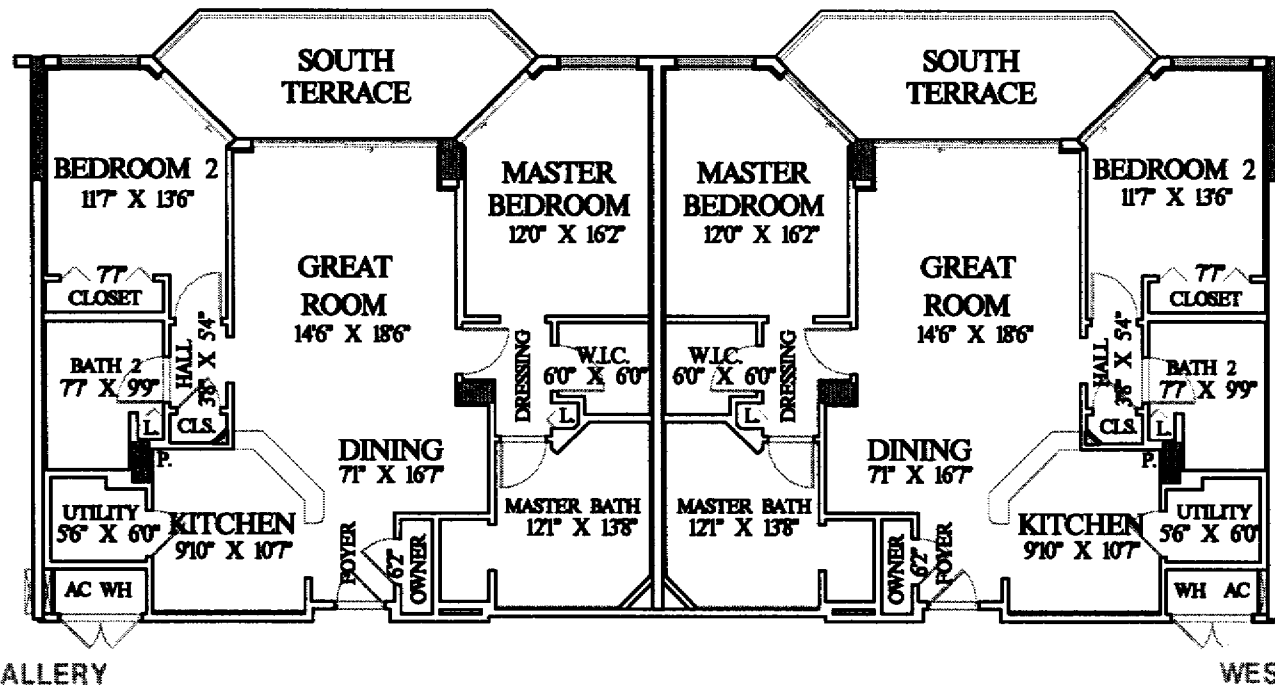 SOUTH
TERRACE
BEDROOM 2
11'7" X 13'6"
MASTER
BEDROOM
12'0" X 16'2"
GREAT
ROOM
14'6" X 18'6"
7'7"
CLOSET
HALL
3'8" X 5'4"
BATH 2
7'7" X 9'9"
L.
CLS.
P.
DRESSING
W.I.C.
6'0" X 6'0"
L.
DINING
7'1" X 16'7"
MASTER BATH
12'1" X 13'8"
UTILITY
5'6" X 6'0"
KITCHEN
9'10" X 10'7"
FOYER
6'2"
OWNER
AC WH
SOUTH
TERRACE
MASTER
BEDROOM
12'0" X 16'2"
BEDROOM 2
11'7" X 13'6"
GREAT
ROOM
14'6" X 18'6"
7'7"
CLOSET
W.I.C.
6'0" X 6'0"
DRESSING
L.
HALL
3'8" X 5'4"
BATH 2
7'7" X 9'9"
CLS.
L.
P.
DINING
7'1" X 16'7"
MASTER BATH
12'1" X 13'8"
OWNER
6'2"
FOYER
KITCHEN
9'10" X 10'7"
UTILITY
5'6" X 6'0"
WH AC
ALLERY
WES